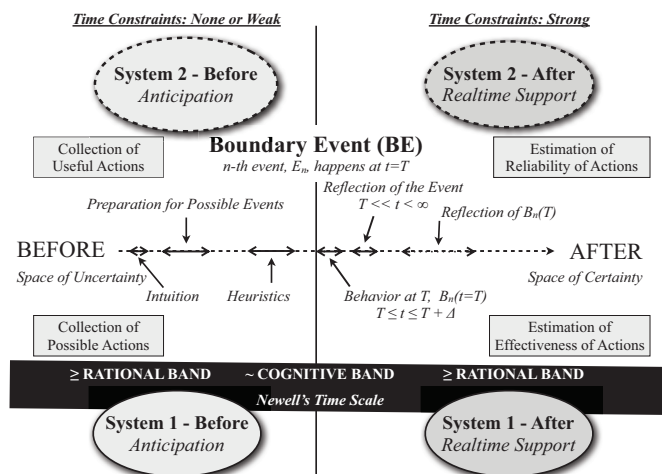 Time Constraints: None or Weak
Time Constraints: Strong
System 2 - Before
Anticipation
System 2 - After
Realtime Support
Collection of
Useful Actions
Boundary Event (BE)
n-th event, Eₙ, happens at t=T
Estimation of
Reliability of Actions
Reflection of the Event
T << t < ∞
Preparation for Possible Events
Reflection of Bₙ(T)
BEFORE
AFTER
Space of Uncertainty
Space of Certainty
Intuition
Heuristics
Behavior at T, Bₙ(t=T)
T ≤ t ≤ T + Δ
Collection of
Possible Actions
Estimation of
Effectiveness of Actions
≥ RATIONAL BAND
~ COGNITIVE BAND
≥ RATIONAL BAND
Newell's Time Scale
System 1 - Before
Anticipation
System 1 - After
Realtime Support